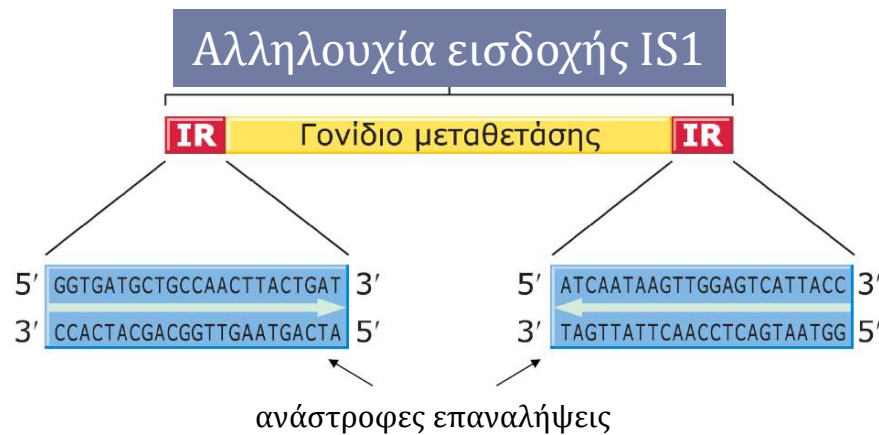 Αλληλουχία εισδοχής IS1
IR Γονίδιο μεταθετάσης IR
5′ GGTGATGCTGCCAACTTACTGAT 3′ 5′ ATCAATAAGTTGGAGTCATTACC 3′
3′ CCACTACGACGGTTGAATGACTA 5′ 3′ TAGTTATTCAACCTCAGTAATGG 5′
ανάστροφες επαναλήψεις